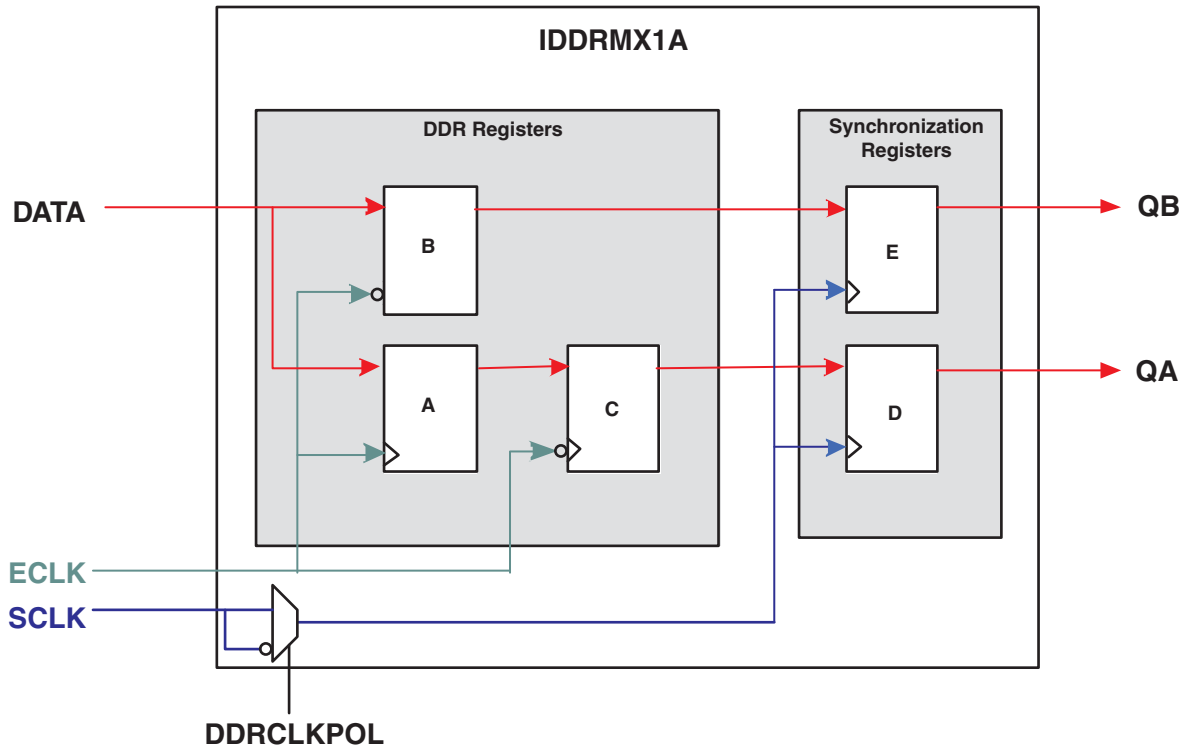 IDDRMX1A
DDR Registers
Synchronization
Registers
DATA
B
E
QB
A
C
D
QA
ECLK
SCLK
DDRCLKPOL